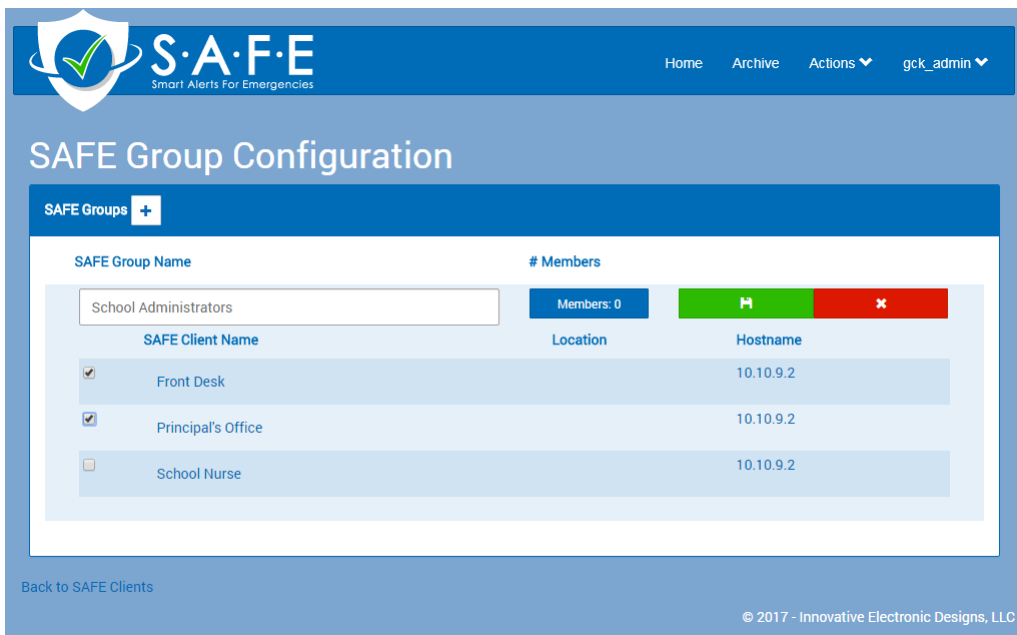 S·A·F·E
Smart Alerts For Emergencies
Home Archive Actions gck_admin
SAFE Group Configuration
SAFE Groups +
SAFE Group Name # Members
School Administrators Members: 0
SAFE Client Name Location Hostname
Front Desk 10.10.9.2
Principal's Office 10.10.9.2
School Nurse 10.10.9.2
Back to SAFE Clients
© 2017 - Innovative Electronic Designs, LLC